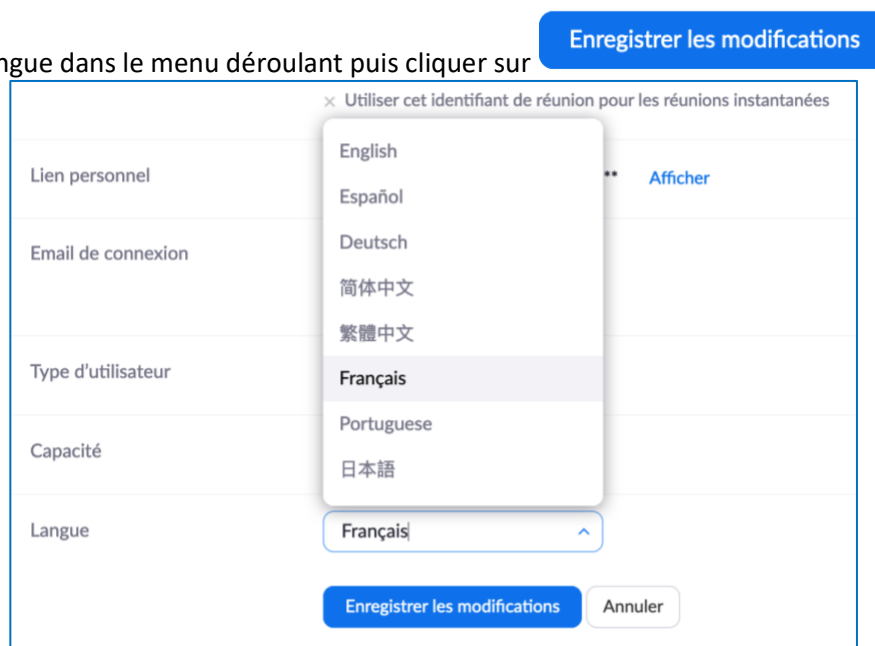 Enregistrer les modifications
ngue dans le menu déroulant puis cliquer sur
× Utiliser cet identifiant de réunion pour les réunions instantanées
English
Lien personnel ** Afficher
Español
Email de connexion Deutsch
简体中文
繁體中文
Type d'utilisateur Français
Portuguese
Capacité
日本語
Langue Français
Enregistrer les modifications Annuler